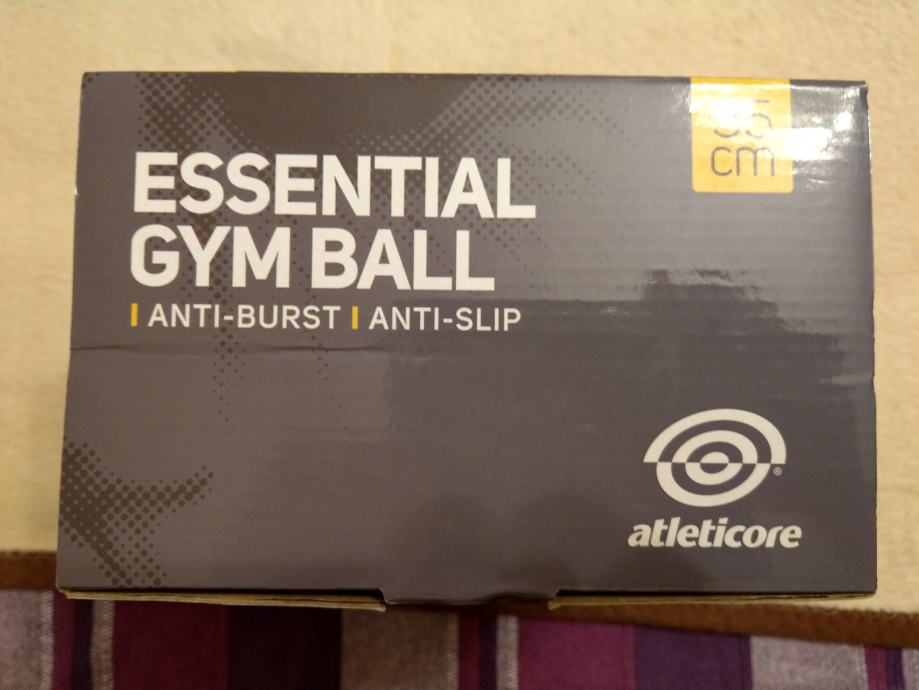 ESSENTIAL
GYM BALL
ANTI-BURST | ANTI-SLIP
cm
atleticore®